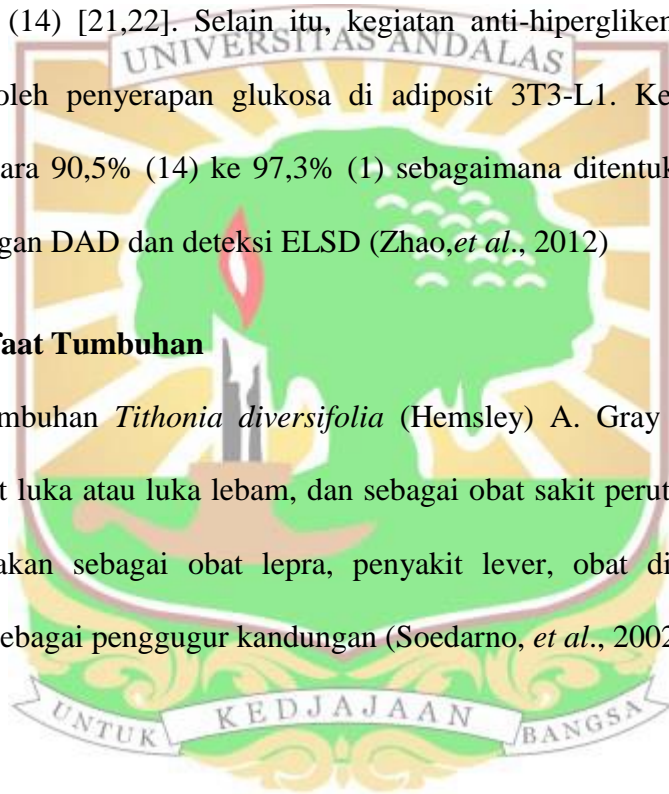 (14) [21,22]. Selain itu, kegiatan anti-hiperglike
UNIVERSITAS ANDALAS
oleh penyerapan glukosa di adiposit 3T3-L1. Ke
ara 90,5% (14) ke 97,3% (1) sebagaimana ditentuk
gan DAD dan deteksi ELSD (Zhao,et al., 2012)
faat Tumbuhan
mbuhan Tithonia diversifolia (Hemsley) A. Gray
t luka atau luka lebam, dan sebagai obat sakit perut
akan sebagai obat lepra, penyakit lever, obat di
sebagai penggugur kandungan (Soedarno, et al., 2002
UNTUK KEDJAJAAN BANGSA